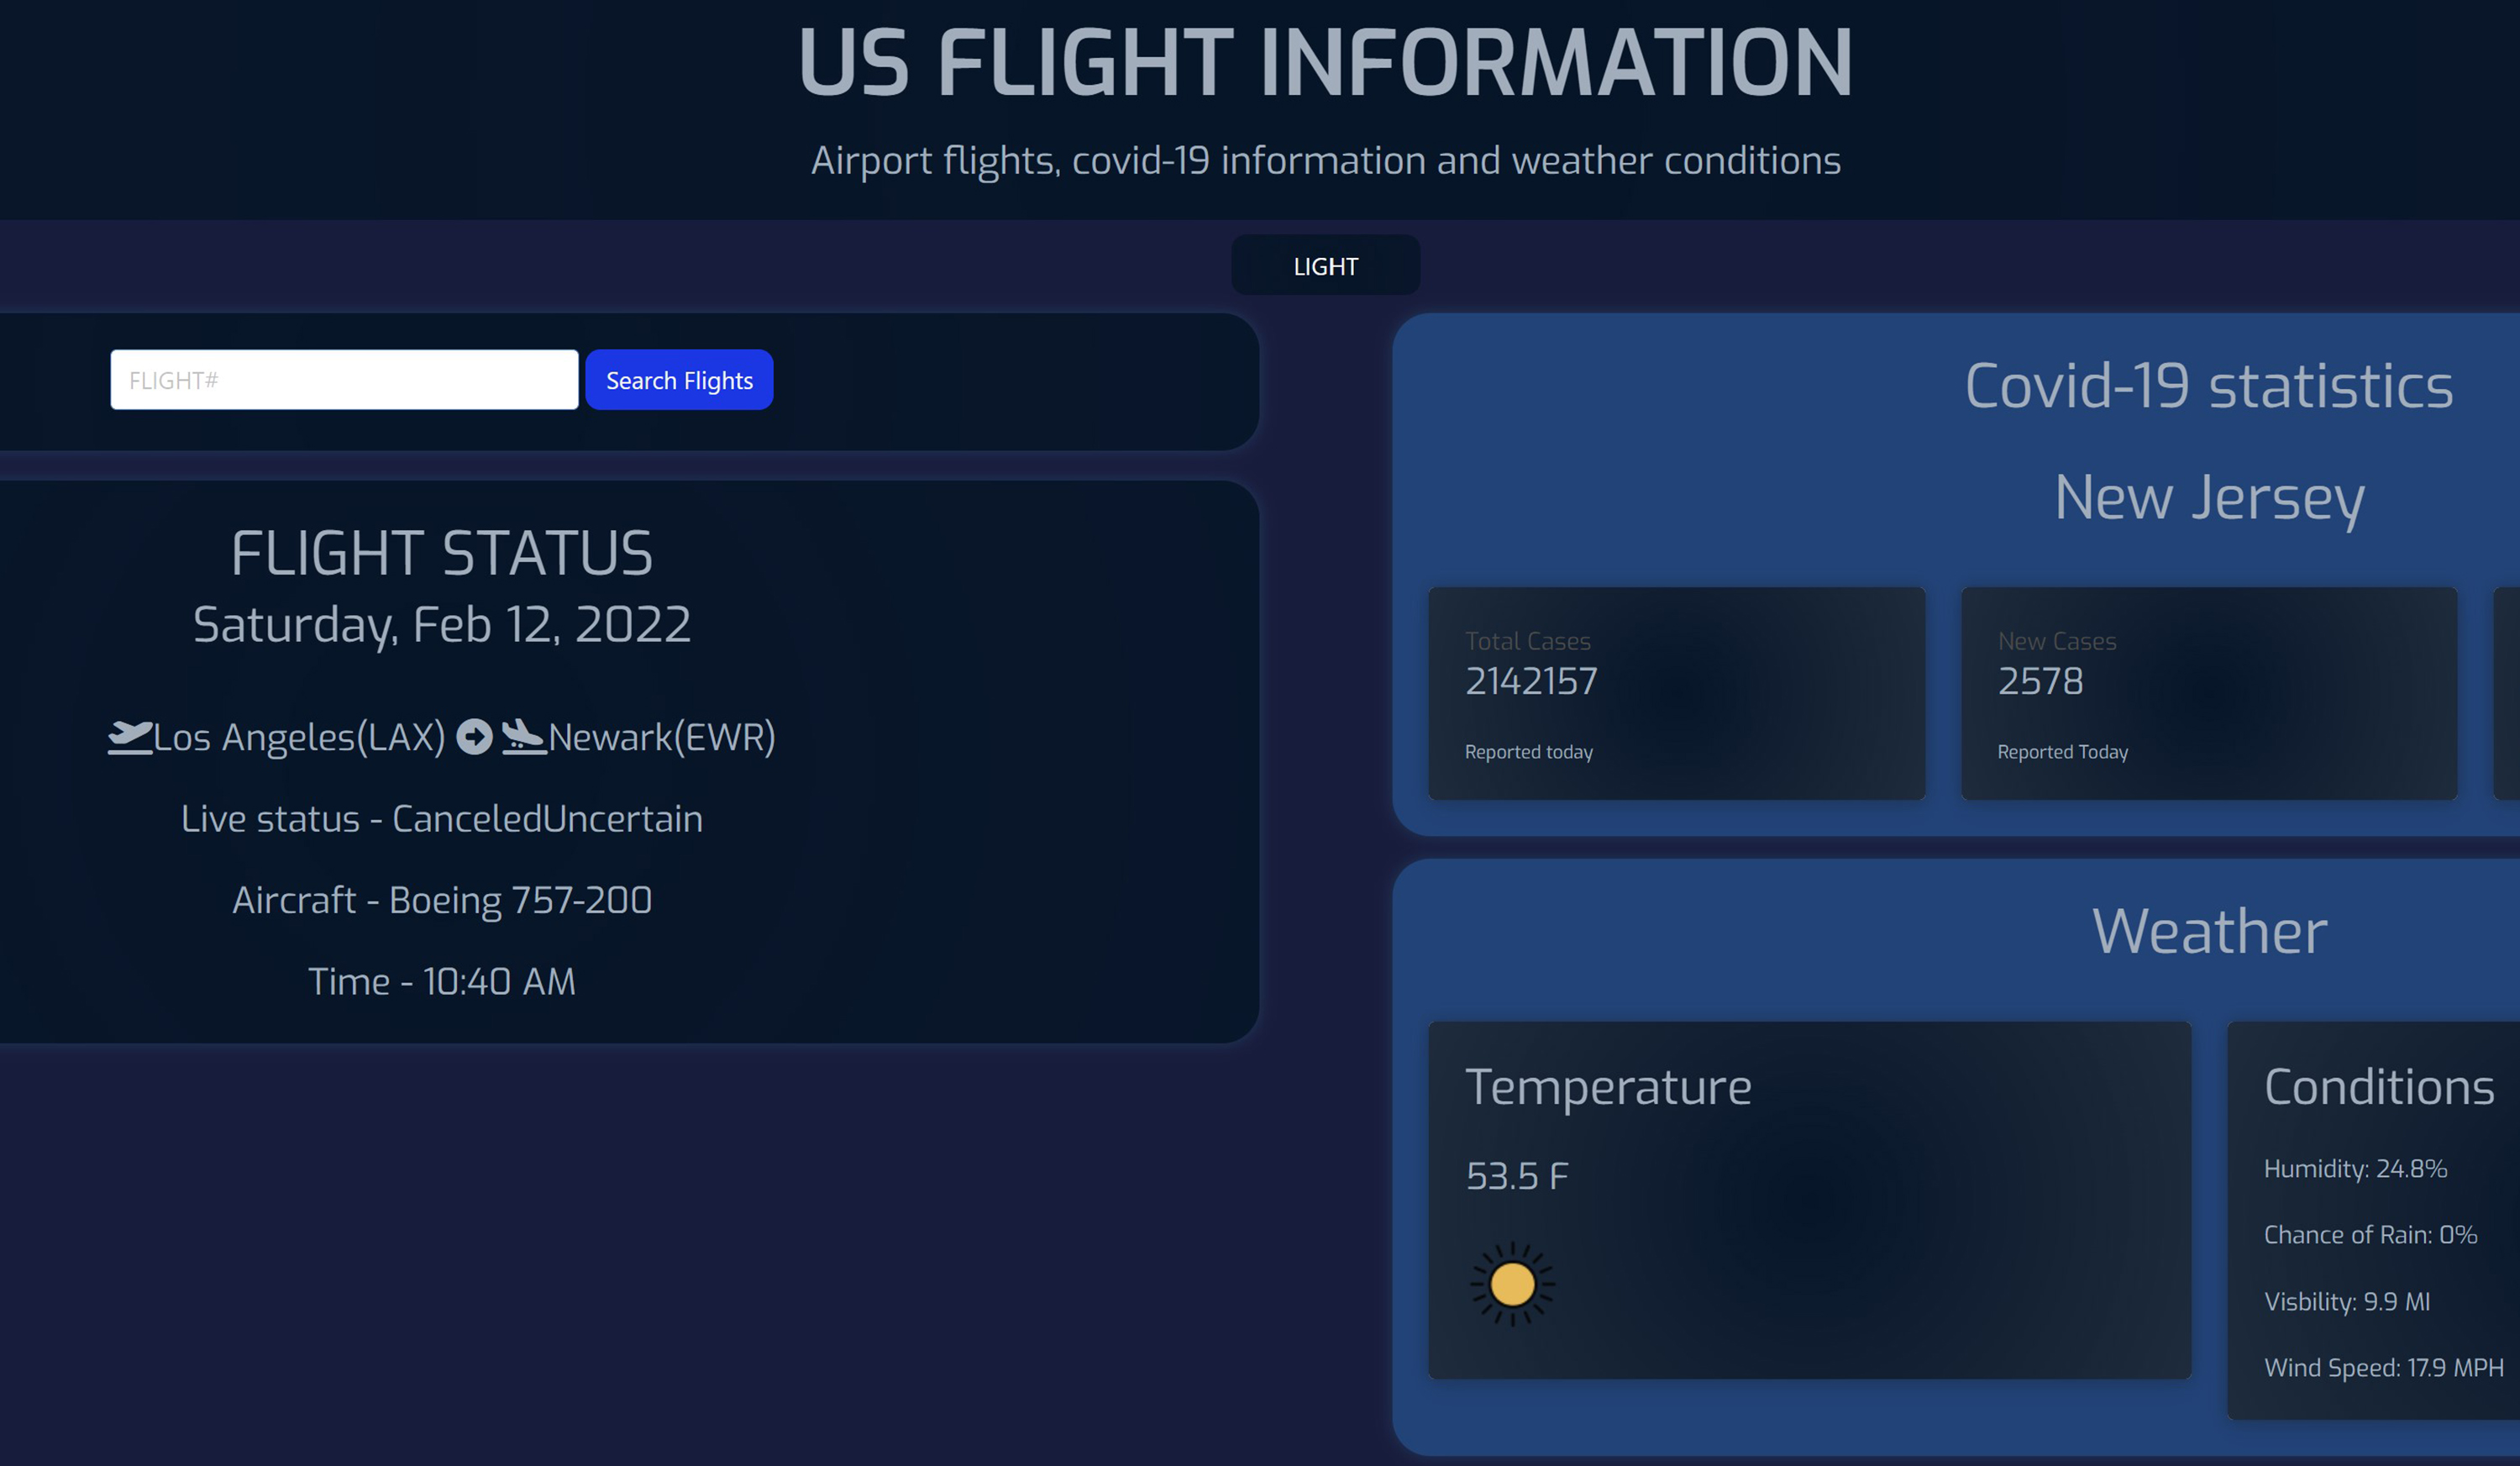 US FLIGHT INFORMATION
Airport flights, covid-19 information and weather conditions
LIGHT
FLIGHT#
Search Flights
FLIGHT STATUS
Saturday, Feb 12, 2022
Los Angeles(LAX) Newark(EWR)
Live status - CanceledUncertain
Aircraft - Boeing 757-200
Time - 10:40 AM
Covid-19 statistics
New Jersey
Total Cases
2142157
Reported today
New Cases
2578
Reported Today
Weather
Temperature
53.5 F
Conditions
Humidity: 24.8%
Chance of Rain: 0%
Visbility: 9.9 MI
Wind Speed: 17.9 MPH